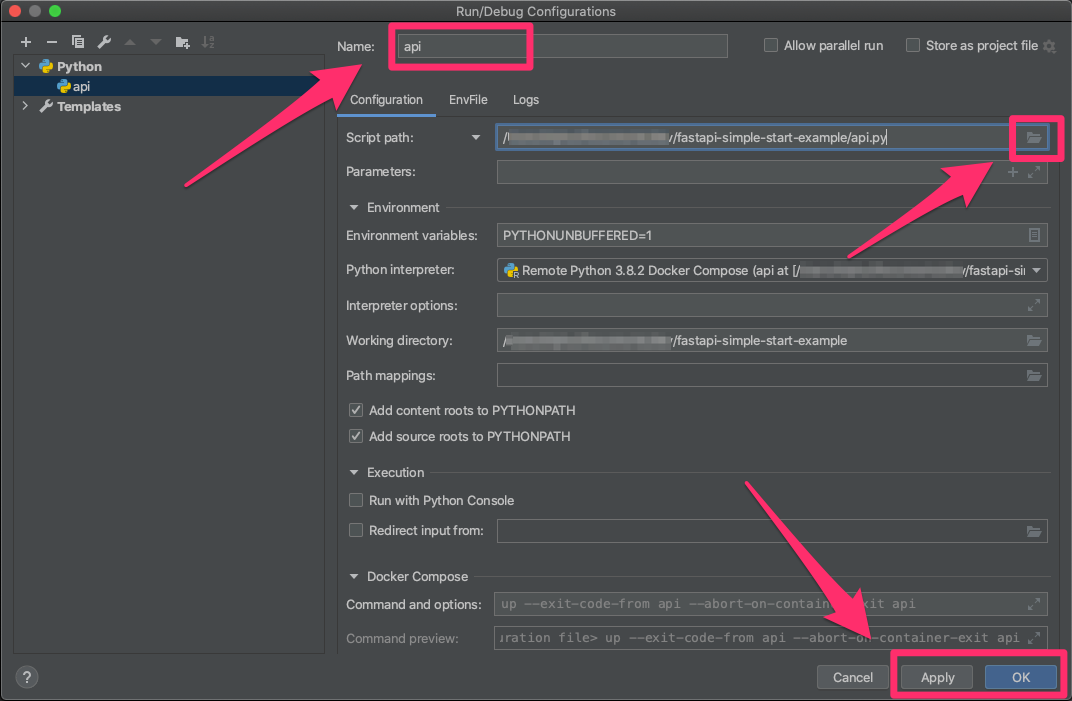 Run/Debug Configurations
Name: api
Allow parallel run
Store as project file
Python
api
Templates
Configuration EnvFile Logs
Script path: /fastapi-simple-start-example/api.py
Parameters:
Environment
Environment variables: PYTHONUNBUFFERED=1
Python interpreter: Remote Python 3.8.2 Docker Compose (api at [/ /fastapi-si
Interpreter options:
Working directory: / /fastapi-simple-start-example
Path mappings:
Add content roots to PYTHONPATH
Add source roots to PYTHONPATH
Execution
Run with Python Console
Redirect input from:
Docker Compose
Command and options: up --exit-code-from api --abort-on-container-exit api
Command preview: uration file> up --exit-code-from api --abort-on-container-exit api
? Cancel Apply OK